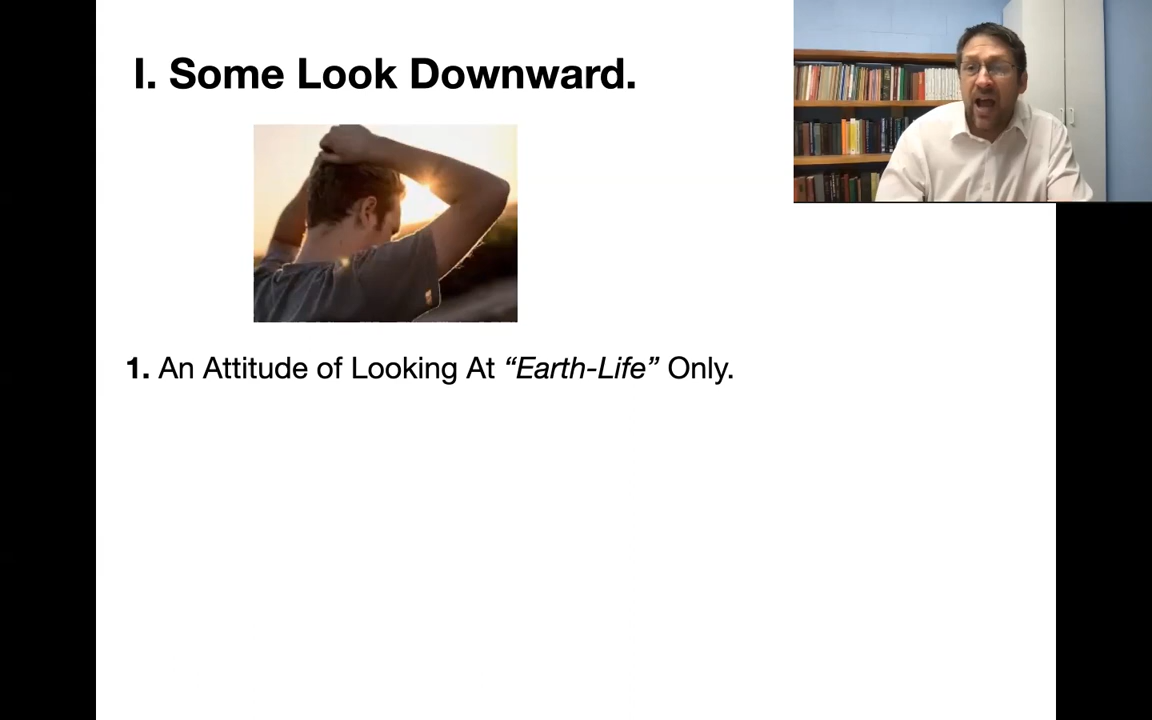 I. Some Look Downward.
1. An Attitude of Looking At “Earth-Life” Only.